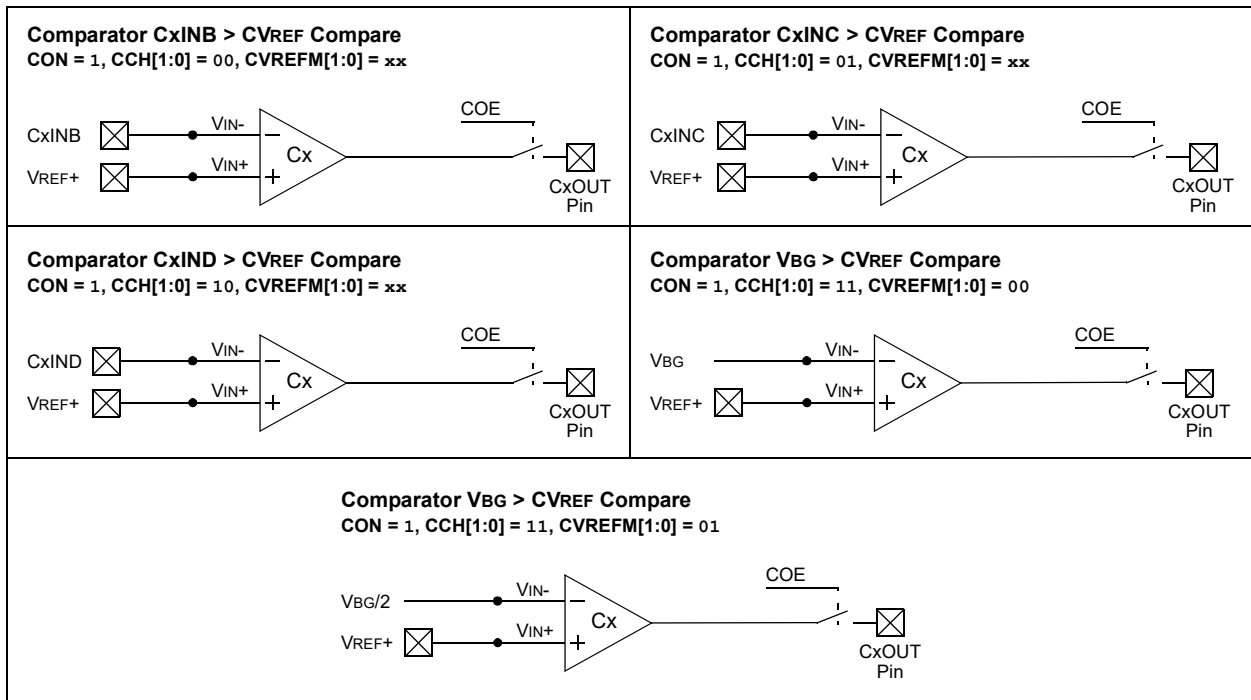 Comparator CxINB > CVREF Compare
CON = 1, CCH[1:0] = 00, CVREFM[1:0] = xx
COE
CxINB
VIN-
–
Cx
VREF+
VIN+
+
CxOUT
Pin
Comparator CxINC > CVREF Compare
CON = 1, CCH[1:0] = 01, CVREFM[1:0] = xx
COE
CxINC
VIN-
–
Cx
VREF+
VIN+
+
CxOUT
Pin
Comparator CxIND > CVREF Compare
CON = 1, CCH[1:0] = 10, CVREFM[1:0] = xx
COE
CxIND
VIN-
–
Cx
VREF+
VIN+
+
CxOUT
Pin
Comparator VBG > CVREF Compare
CON = 1, CCH[1:0] = 11, CVREFM[1:0] = 00
COE
VBG
VIN-
–
Cx
VREF+
VIN+
+
CxOUT
Pin
Comparator VBG > CVREF Compare
CON = 1, CCH[1:0] = 11, CVREFM[1:0] = 01
COE
VBG/2
VIN-
–
Cx
VREF+
VIN+
+
CxOUT
Pin